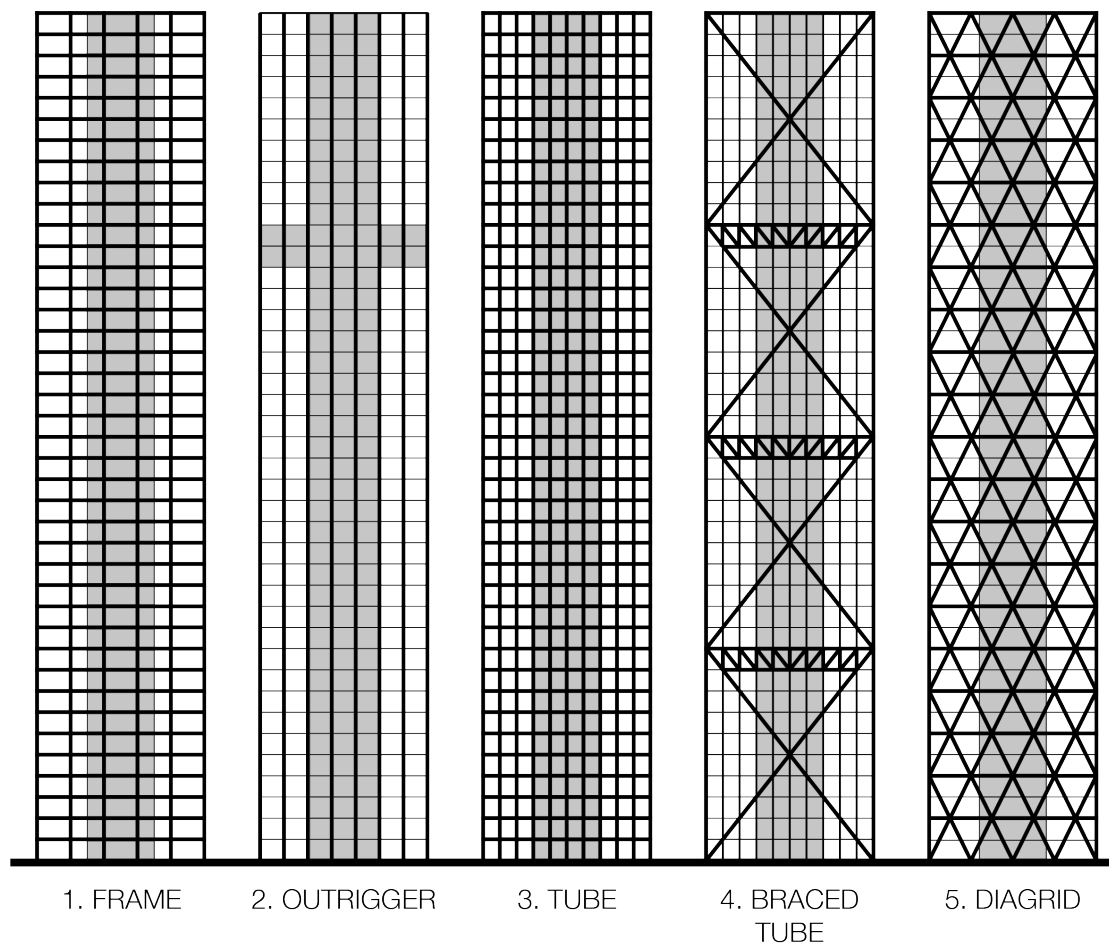 1. FRAME
2. OUTRIGGER
3. TUBE
4. BRACED
TUBE
5. DIAGRID